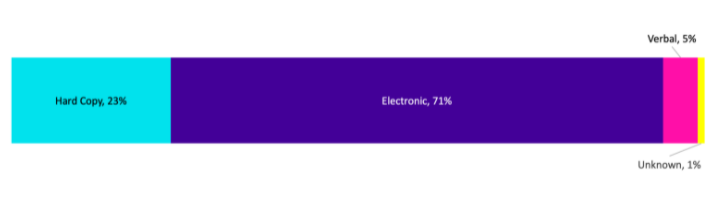 Verbal, 5%
Hard Copy, 23%
Electronic, 71%
Unknown, 1%